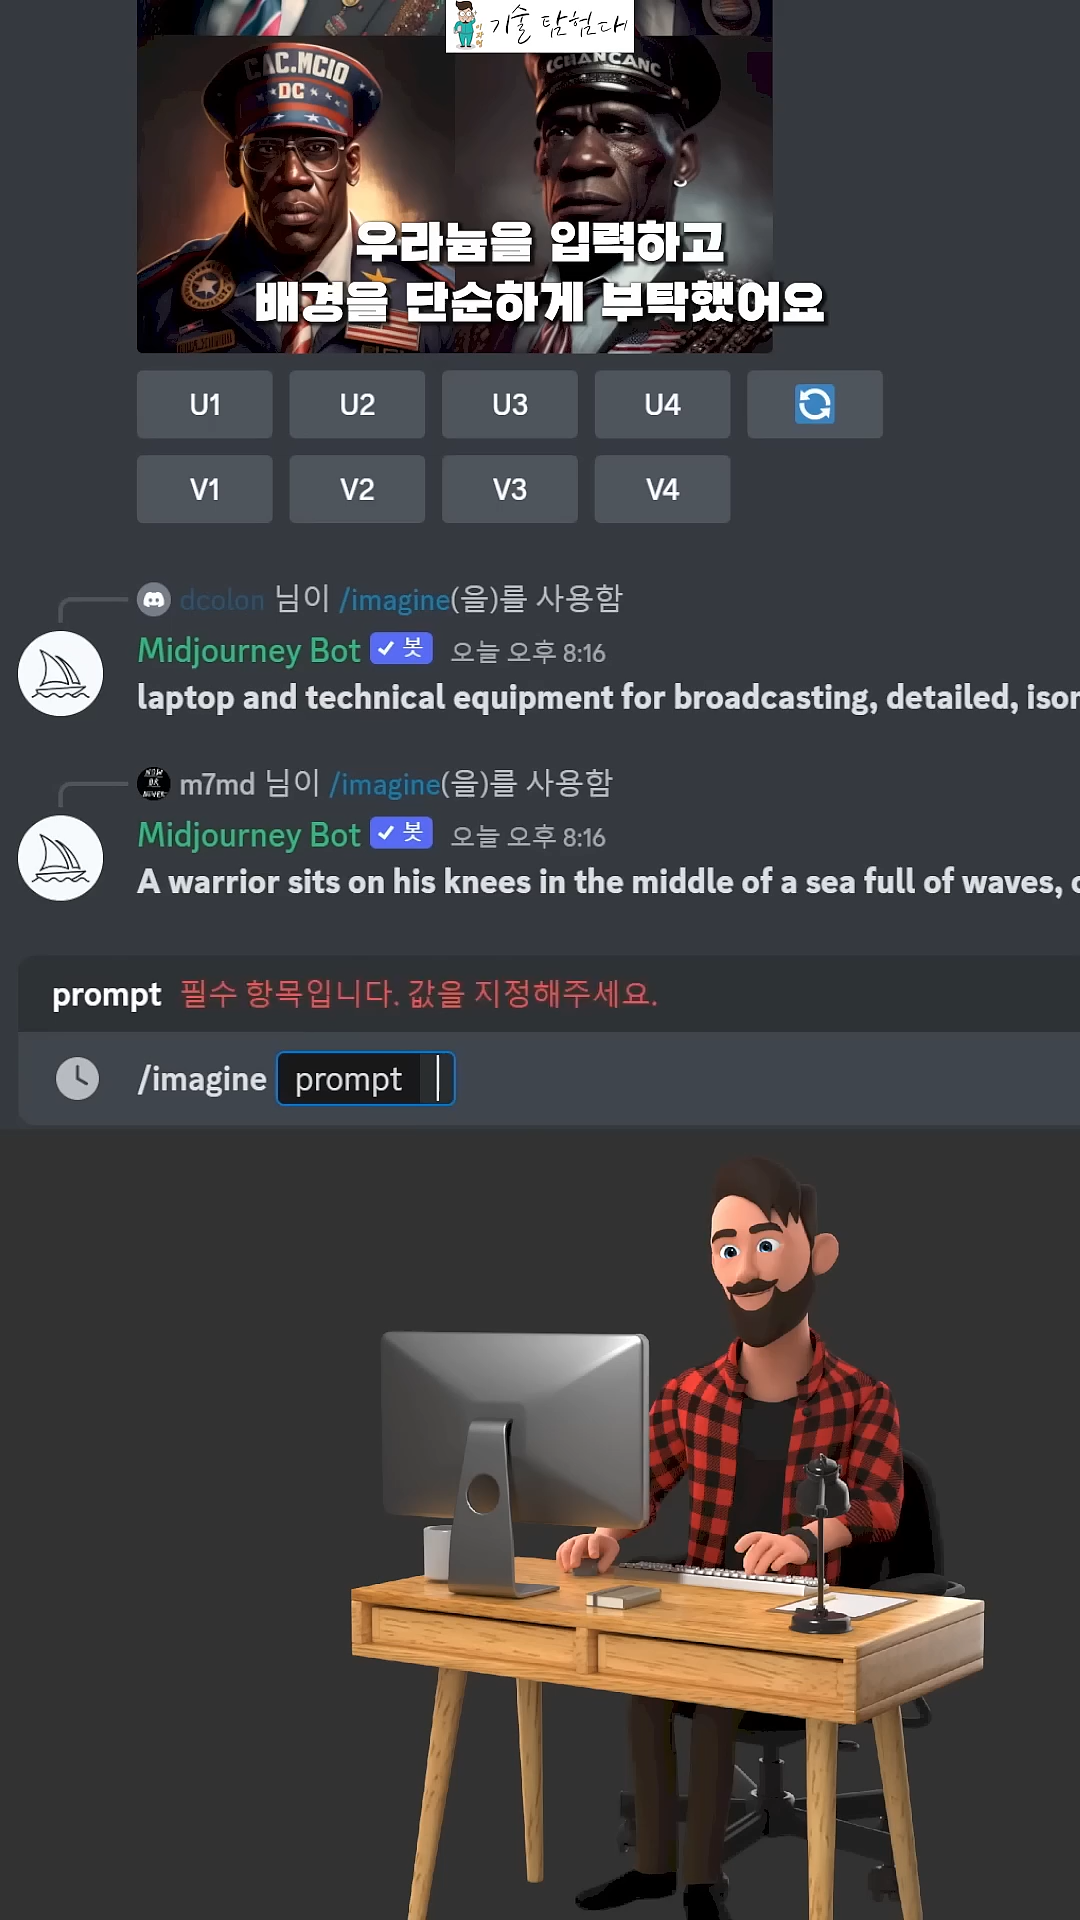 기술 탐험대
CAC.MCIO
DC
CCHANCANC
우라늄을 입력하고
배경을 단순하게 부탁했어요
U1 U2 U3 U4
V1 V2 V3 V4
dcolon 님이 /imagine(을)를 사용함
Midjourney Bot ✓ 봇 오늘 오후 8:16
laptop and technical equipment for broadcasting, detailed, isor
NOW OR NEVER m7md 님이 /imagine(을)를 사용함
Midjourney Bot ✓ 봇 오늘 오후 8:16
A warrior sits on his knees in the middle of a sea full of waves, c
prompt 필수 항목입니다. 값을 지정해주세요.
/imagine prompt